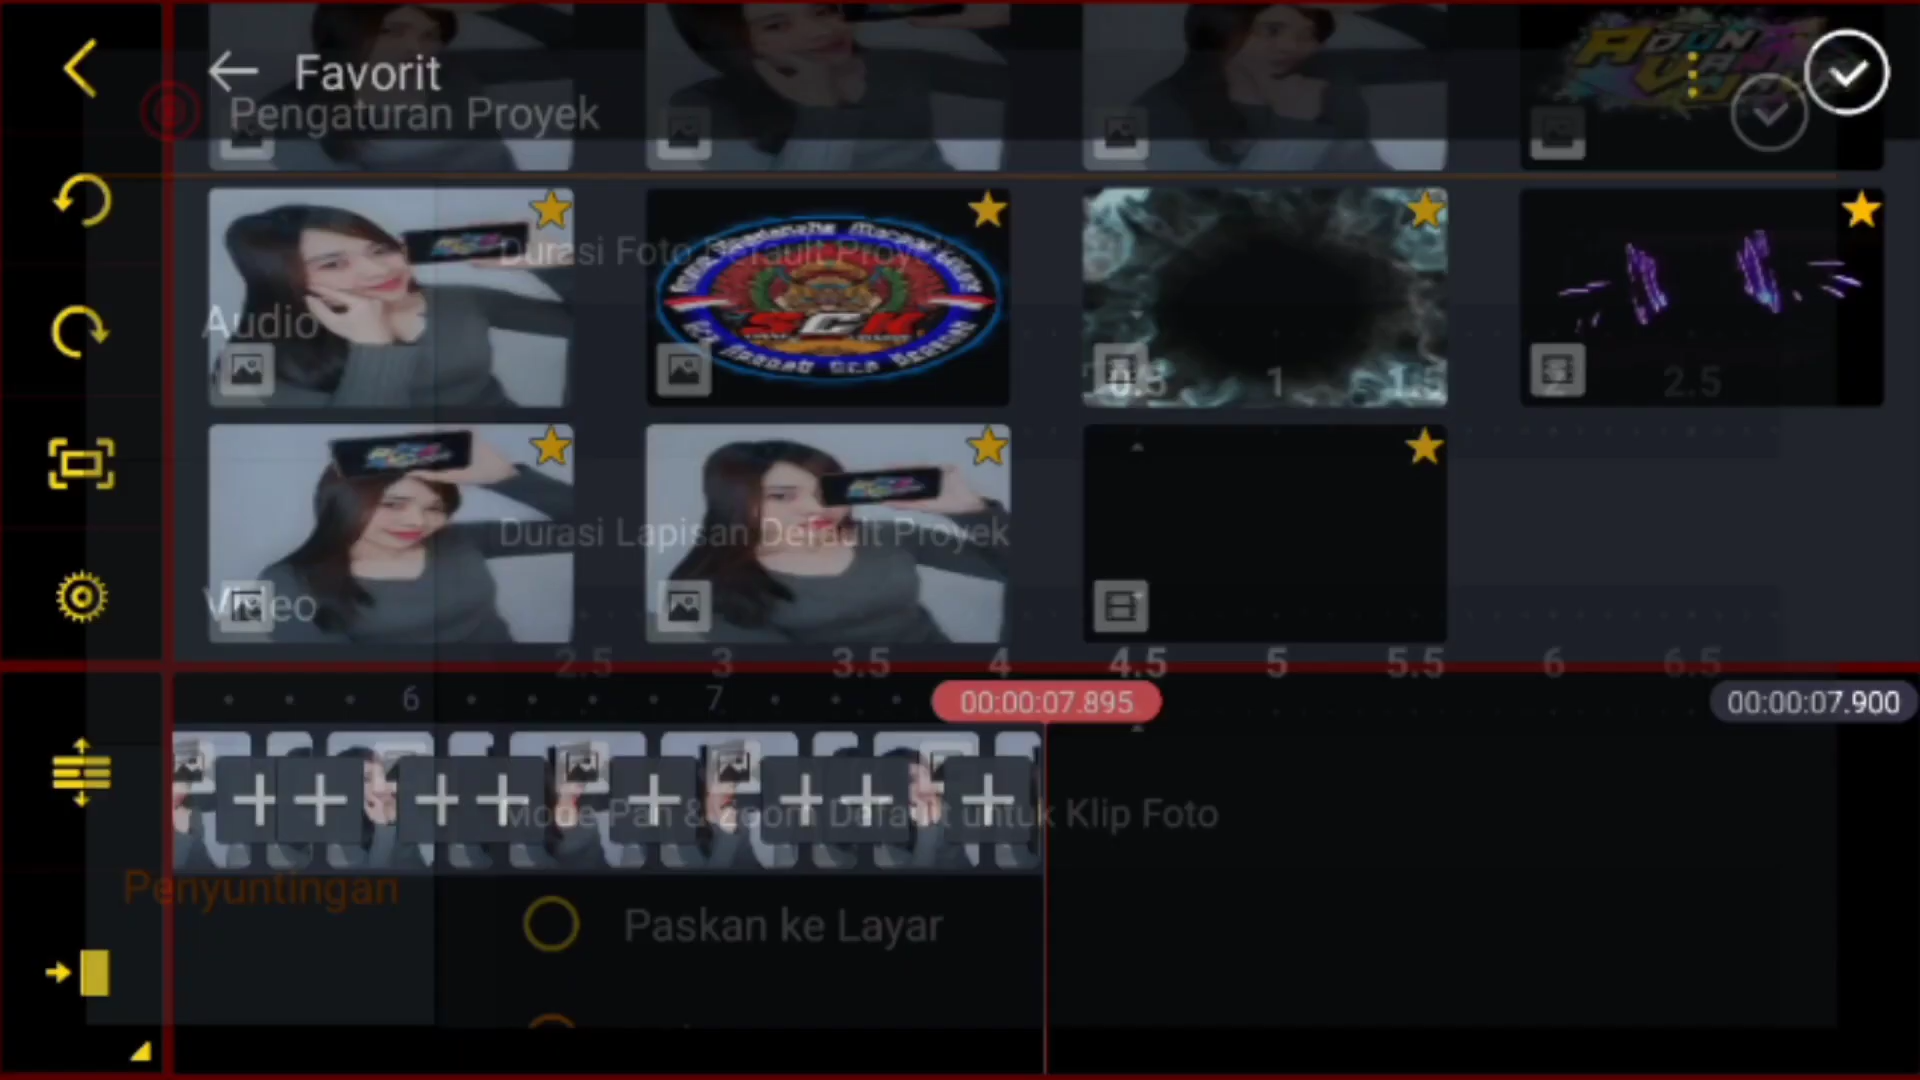 Favorit
Pengaturan Proyek
Durasi Foto Default Proyek
Audio
0.5 1 1.5 2 2.5
SCK
Durasi Lapisan Default Proyek
Video
2.5 3 3.5 4 4.5 5 5.5 6 6.5
6 7
00:00:07.895
00:00:07.900
Mode Pan & Zoom Default untuk Klip Foto
Penyuntingan
Paskan ke Layar